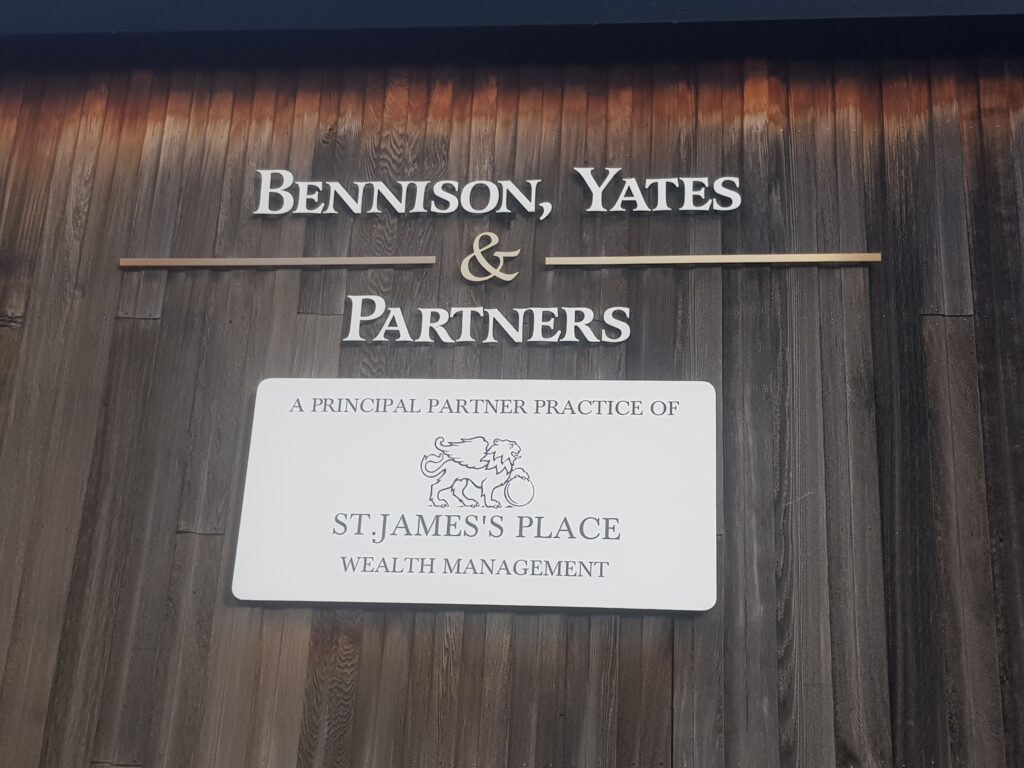 BENNISON, YATES
&
PARTNERS
A PRINCIPAL PARTNER PRACTICE OF
ST.JAMES'S PLACE
WEALTH MANAGEMENT